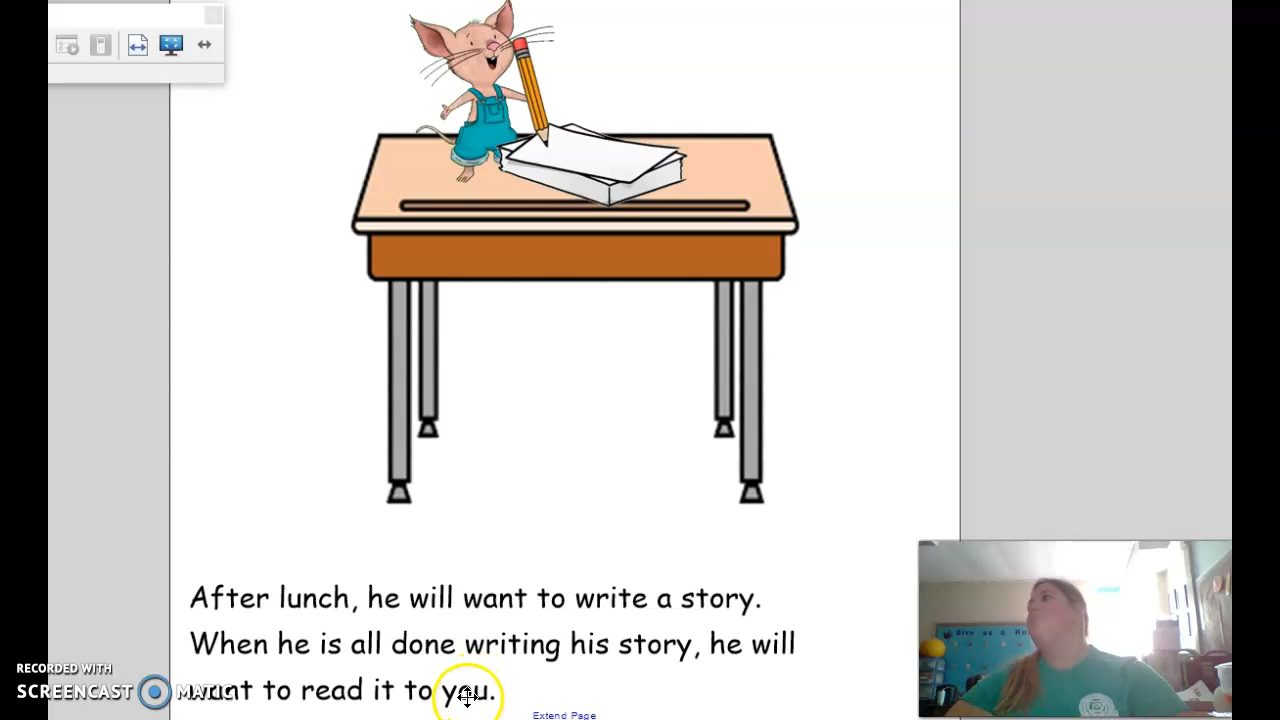 After lunch, he will want to write a story.
When he is all done writing his story, he will
want to read it to you.
RECORDED WITH
SCREENCAST MATIC
Extend Page